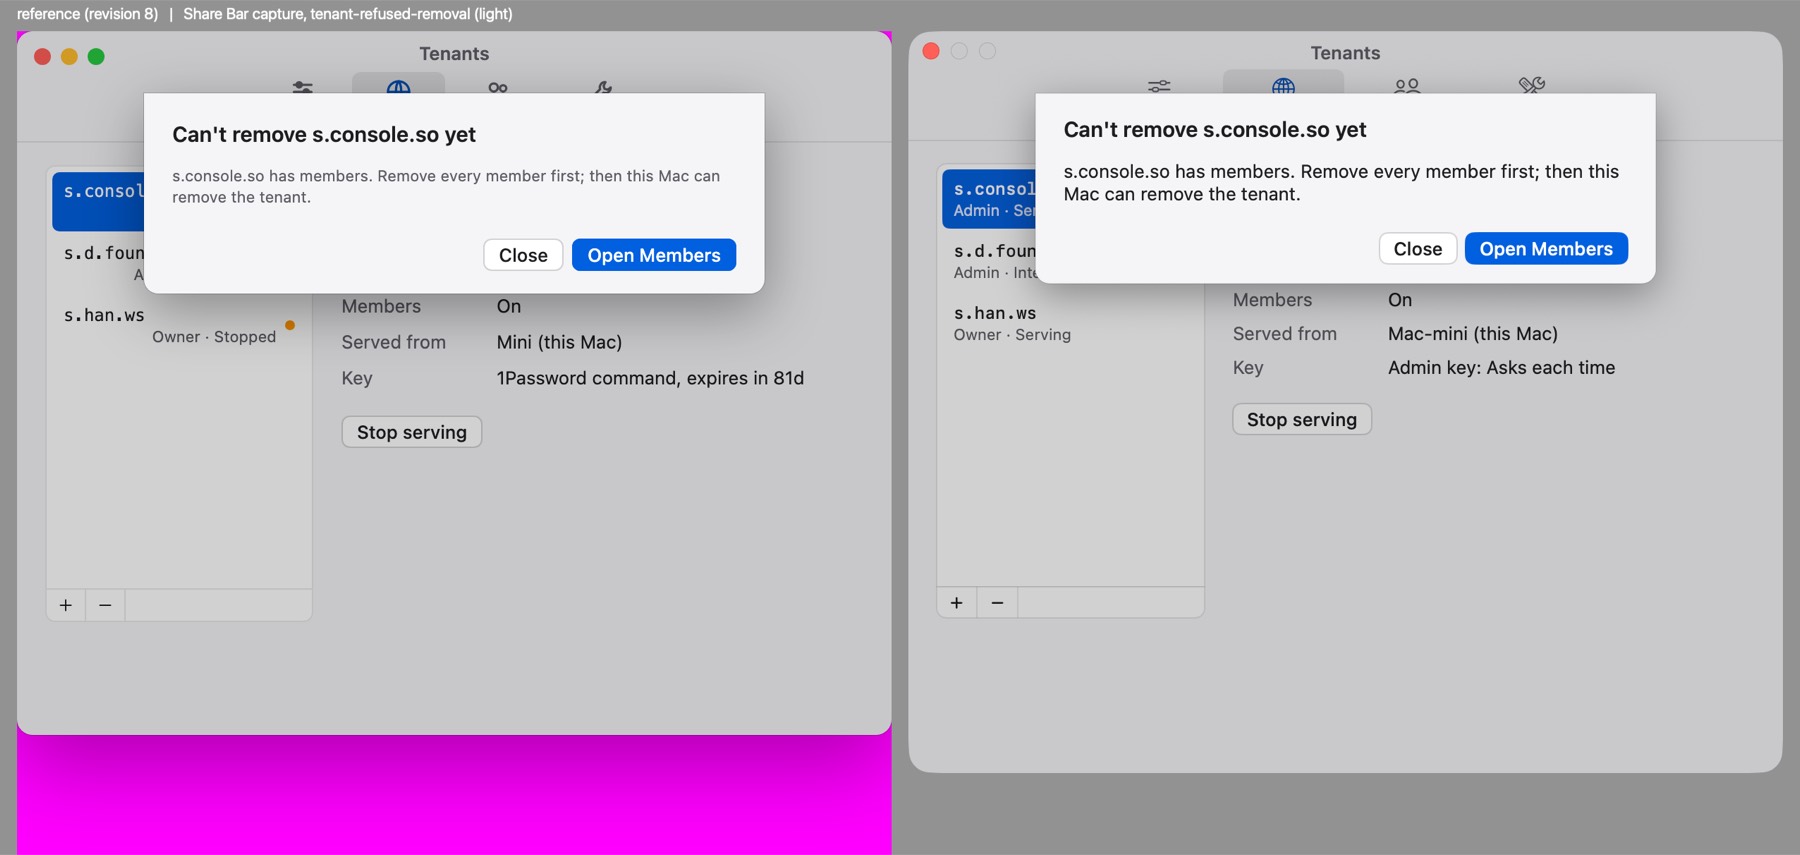 reference (revision 8) | Share Bar capture, tenant-refused-removal (light)
Tenants
Can't remove s.console.so yet
s.console.so has members. Remove every member first; then this Mac can
remove the tenant.
Close
Open Members
s.consol
s.d.foun
A
s.han.ws
Owner · Stopped
Members
On
Served from
Mini (this Mac)
Key
1Password command, expires in 81d
Stop serving
+
−
Tenants
Can't remove s.console.so yet
s.console.so has members. Remove every member first; then this
Mac can remove the tenant.
Close
Open Members
s.consol
Admin · Ser
s.d.foun
Admin · Inte
s.han.ws
Owner · Serving
Members
On
Served from
Mac-mini (this Mac)
Key
Admin key: Asks each time
Stop serving
+
−